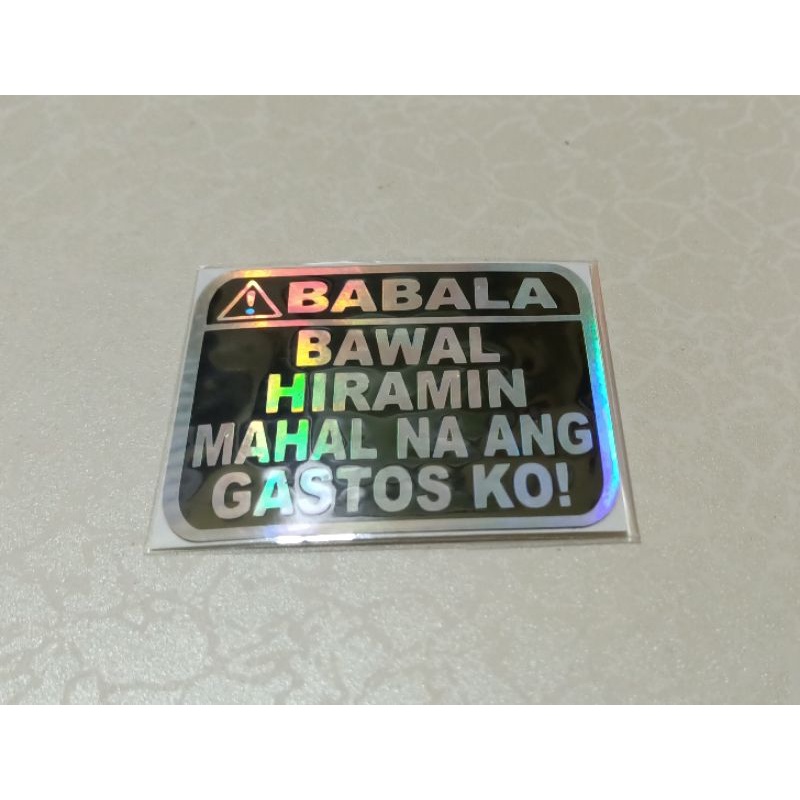 BABALA
BAWAL
HIRAMIN
MAHAL NA ANG
GASTOS KO!